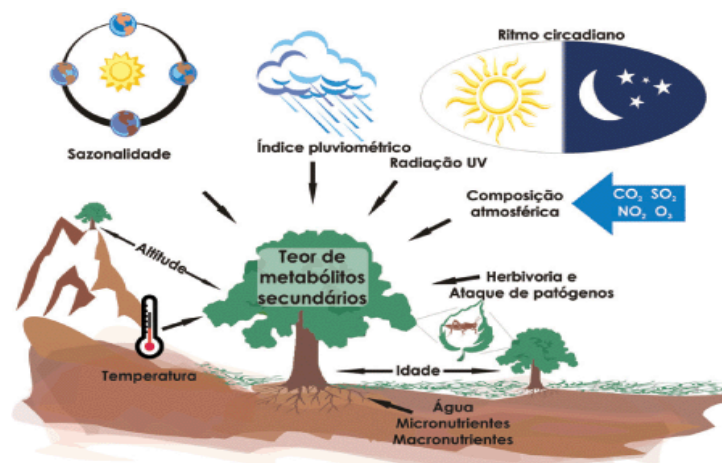 Ritmo circadiano
Sazonalidade
Índice pluviométrico
Radiação UV
Composição
atmosférica
CO₂ SO₂
NO₂ O₃
Altitude
Teor de
metabólitos
secundários
Herbivoria e
Ataque de patógenos
Temperatura
Idade
Água
Micronutrientes
Macronutrientes